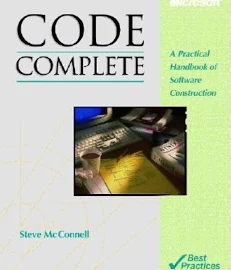 Microsoft
CODE
COMPLETE
A Practical
Handbook of
Software
Construction
Steve McConnell
Best
Practices